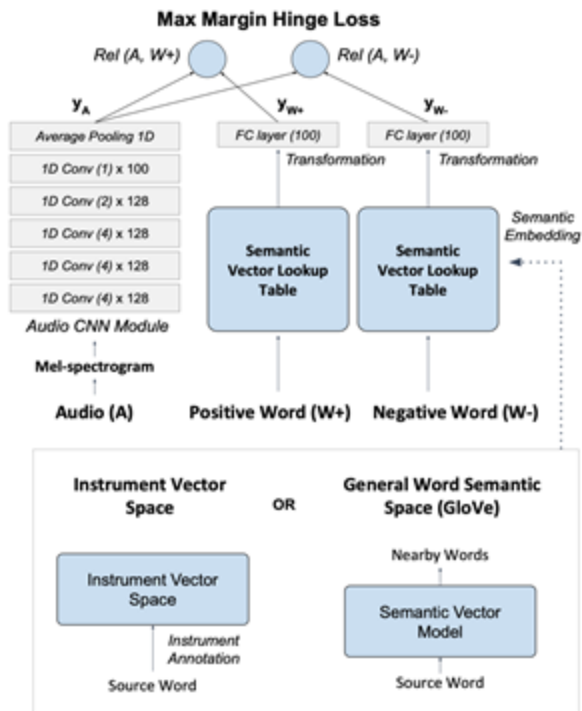 Max Margin Hinge Loss
Rel (A, W+)
Rel (A, W-)
yA
yW+
yW-
Average Pooling 1D
FC layer (100)
FC layer (100)
1D Conv (1) x 100
Transformation
Transformation
1D Conv (2) x 128
1D Conv (4) x 128
1D Conv (4) x 128
1D Conv (4) x 128
Semantic
Vector Lookup
Table
Semantic
Vector Lookup
Table
Semantic
Embedding
Audio CNN Module
Mel-spectrogram
Audio (A)
Positive Word (W+)
Negative Word (W-)
Instrument Vector
Space
OR
General Word Semantic
Space (GloVe)
Instrument Vector
Space
Instrument
Annotation
Source Word
Nearby Words
Semantic Vector
Model
Source Word